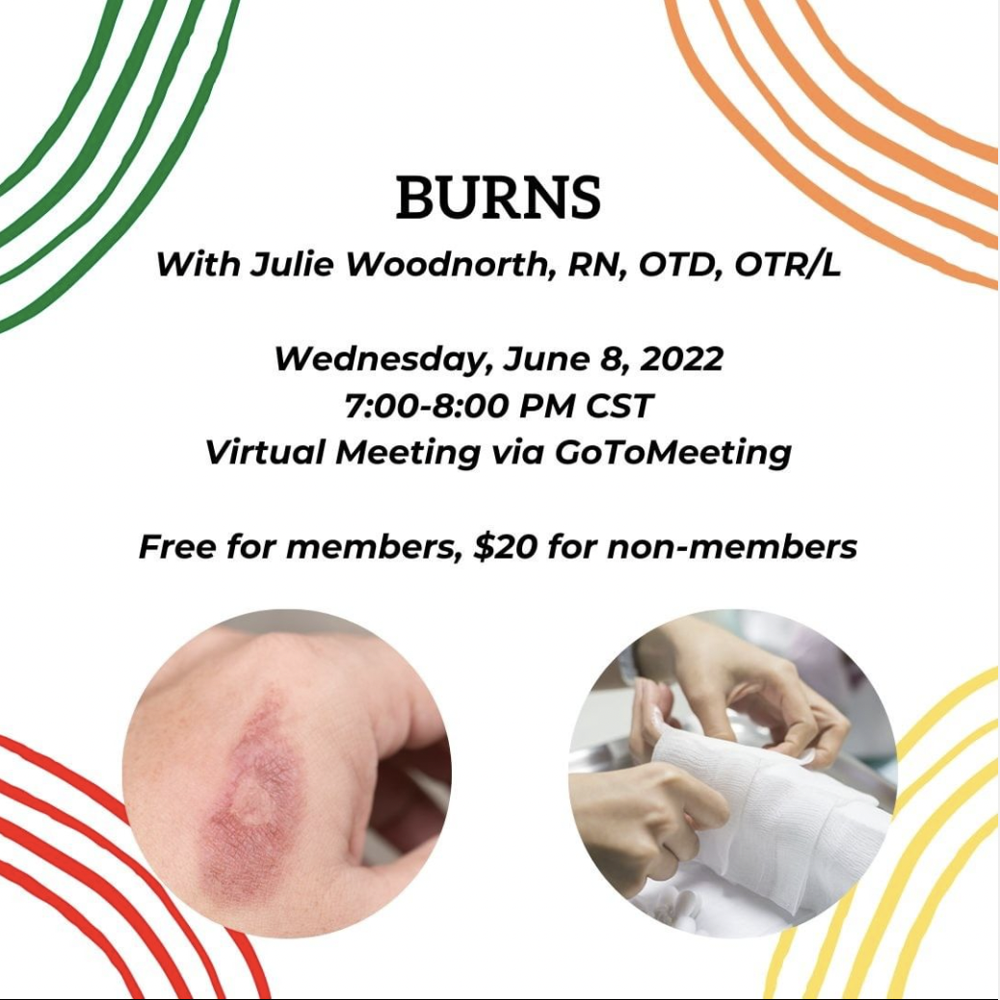 BURNS
With Julie Woodnorth, RN, OTD, OTR/L
Wednesday, June 8, 2022
7:00-8:00 PM CST
Virtual Meeting via GoToMeeting
Free for members, $20 for non-members